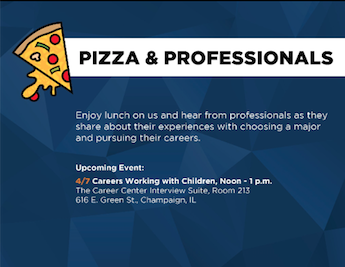 PIZZA & PROFESSIONALS
Enjoy lunch on us and hear from professionals as they
share about their experiences with choosing a major
and pursuing their careers.
Upcoming Event:
4/7 Careers Working with Children, Noon - 1 p.m.
The Career Center Interview Suite, Room 213
616 E. Green St., Champaign, IL